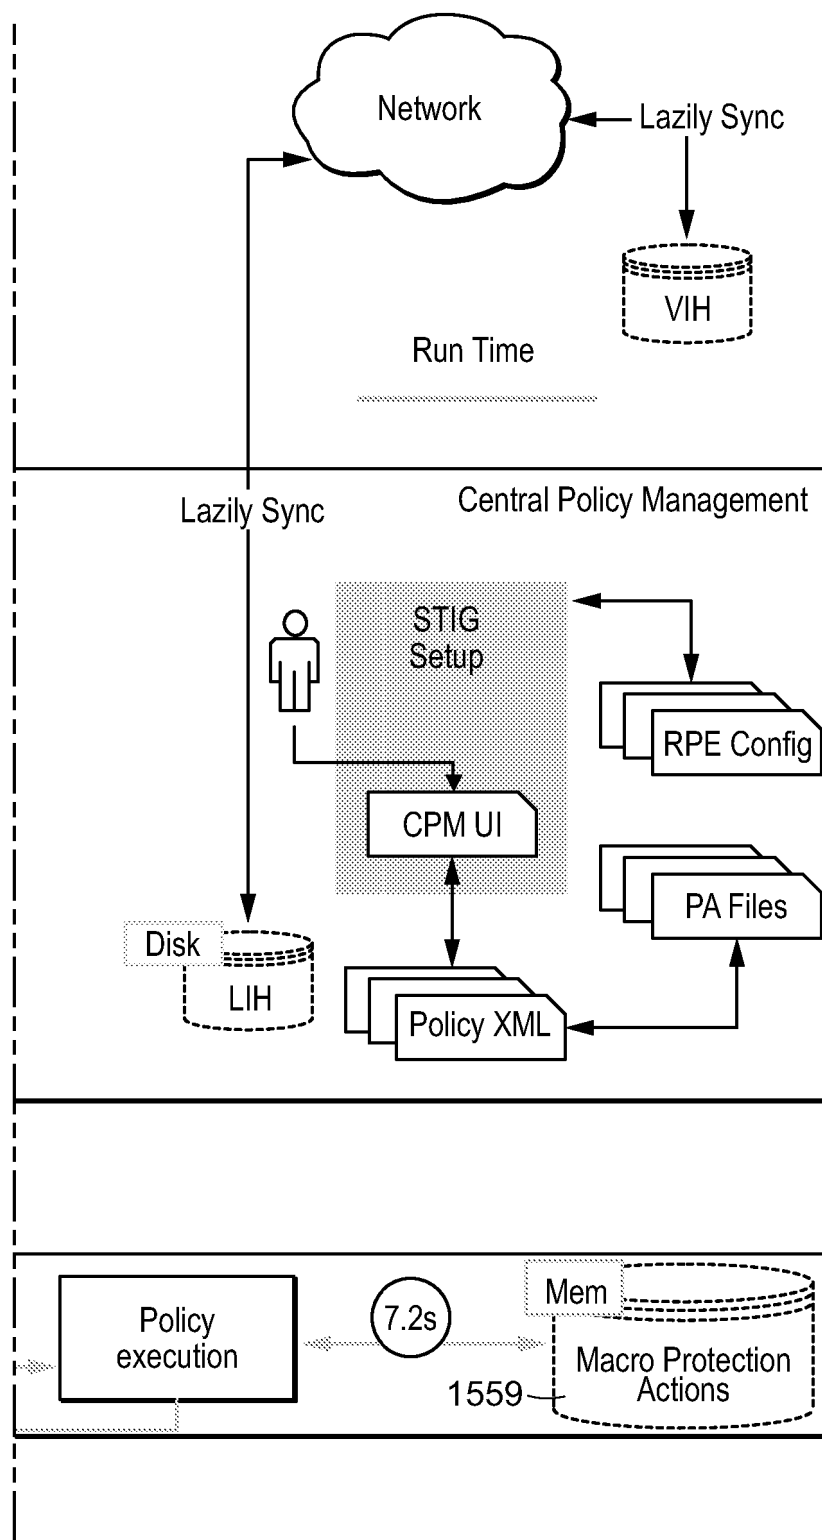 Network
Lazily Sync
VIH
Run Time
Lazily Sync
Central Policy Management
STIG
Setup
RPE Config
CPM UI
PA Files
Disk
LIH
Policy XML
Policy
execution
7.2s
Mem
Macro Protection
Actions
1559